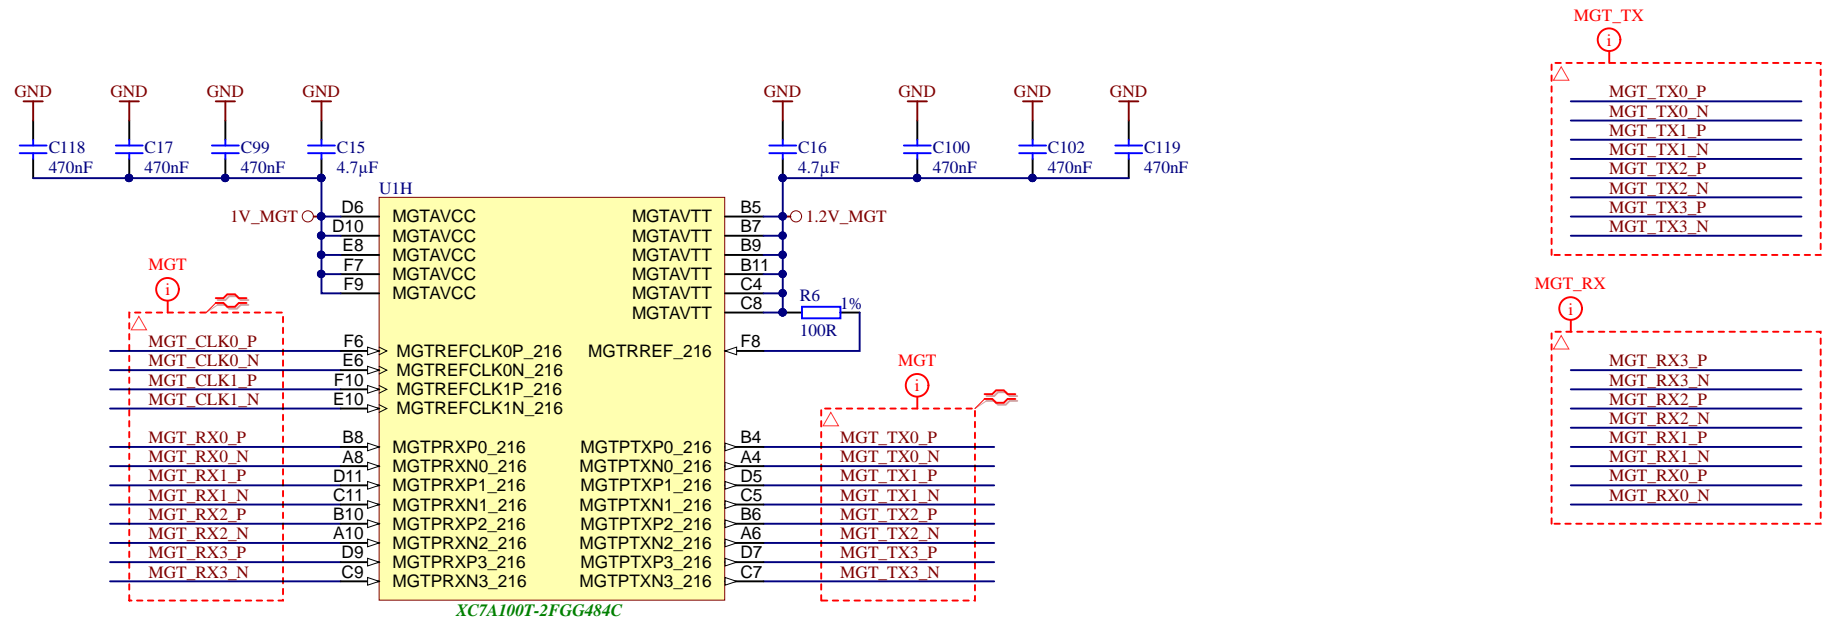 MGT_TX
i
GND GND GND GND GND GND GND GND
MGT_TX0_P
MGT_TX0_N
MGT_TX1_P
MGT_TX1_N
MGT_TX2_P
MGT_TX2_N
MGT_TX3_P
MGT_TX3_N
C118 C17 C99 C15 C16 C100 C102 C119
470nF 470nF 470nF 4.7µF 4.7µF 470nF 470nF 470nF
U1H
1V_MGT D6 MGTAVCC MGTAVTT B5 1.2V_MGT
D10 MGTAVCC MGTAVTT B7
E8 MGTAVCC MGTAVTT B9
F7 MGTAVCC MGTAVTT B11
F9 MGTAVCC MGTAVTT C4
MGTAVTT C8
R6 1%
100R
MGT
i
MGT_CLK0_P F6 MGTREFCLK0P_216 MGTRREF_216 F8
MGT_CLK0_N E6 MGTREFCLK0N_216
MGT_CLK1_P F10 MGTREFCLK1P_216
MGT_CLK1_N E10 MGTREFCLK1N_216
MGT
i
MGT_RX0_P B8 MGTPRXP0_216 MGTPTXP0_216 B4 MGT_TX0_P
MGT_RX0_N A8 MGTPRXN0_216 MGTPTXN0_216 A4 MGT_TX0_N
MGT_RX1_P D11 MGTPRXP1_216 MGTPTXP1_216 D5 MGT_TX1_P
MGT_RX1_N C11 MGTPRXN1_216 MGTPTXN1_216 C5 MGT_TX1_N
MGT_RX2_P B10 MGTPRXP2_216 MGTPTXP2_216 B6 MGT_TX2_P
MGT_RX2_N A10 MGTPRXN2_216 MGTPTXN2_216 A6 MGT_TX2_N
MGT_RX3_P D9 MGTPRXP3_216 MGTPTXP3_216 D7 MGT_TX3_P
MGT_RX3_N C9 MGTPRXN3_216 MGTPTXN3_216 C7 MGT_TX3_N
XC7A100T-2FGG484C
MGT_RX
i
MGT_RX3_P
MGT_RX3_N
MGT_RX2_P
MGT_RX2_N
MGT_RX1_P
MGT_RX1_N
MGT_RX0_P
MGT_RX0_N